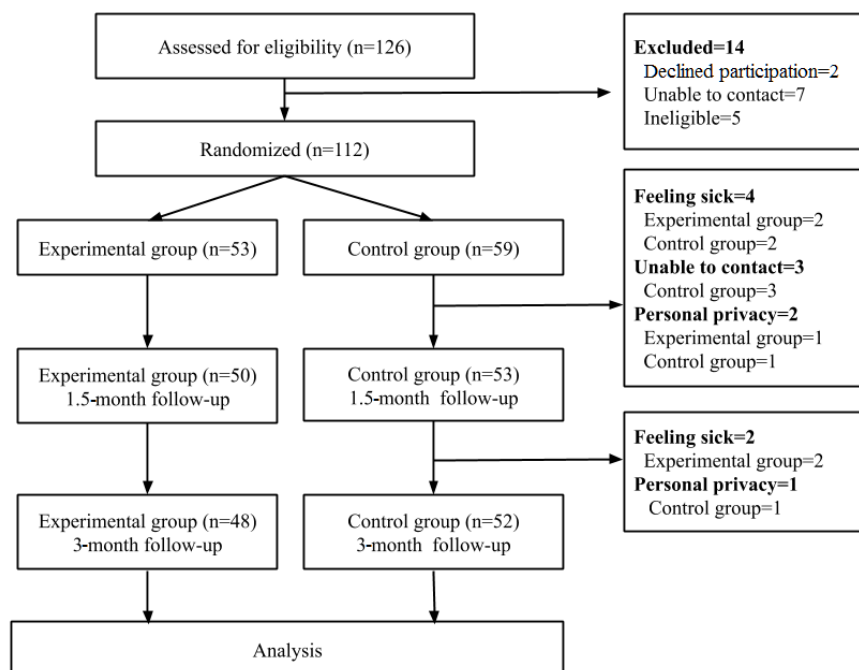 Assessed for eligibility (n=126)
Excluded=14
Declined participation=2
Unable to contact=7
Ineligible=5
Randomized (n=112)
Experimental group (n=53)
Control group (n=59)
Feeling sick=4
Experimental group=2
Control group=2
Unable to contact=3
Control group=3
Personal privacy=2
Experimental group=1
Control group=1
Experimental group (n=50)
1.5-month follow-up
Control group (n=53)
1.5-month follow-up
Feeling sick=2
Experimental group=2
Personal privacy=1
Control group=1
Experimental group (n=48)
3-month follow-up
Control group (n=52)
3-month follow-up
Analysis